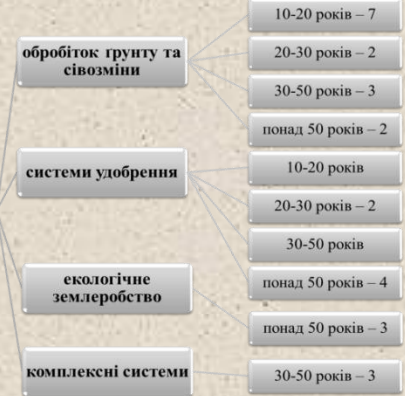 обробіток ґрунту та
сівозміни
10-20 років – 7
20-30 років – 2
30-50 років – 3
понад 50 років – 2
системи удобрення
10-20 років
20-30 років – 2
30-50 років
понад 50 років – 4
екологічне
землеробство
понад 50 років – 3
комплексні системи
30-50 років – 3